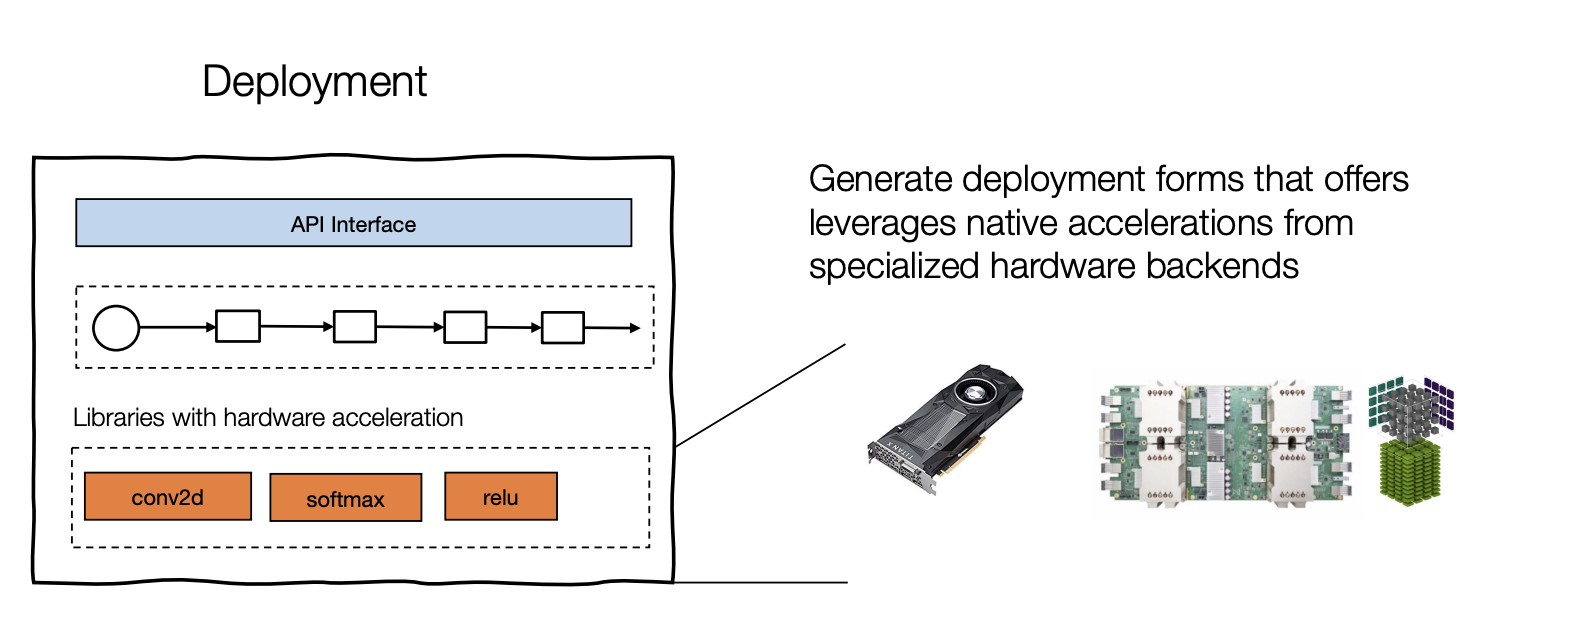 Deployment
API Interface
Libraries with hardware acceleration
conv2d
softmax
relu
Generate deployment forms that offers
leverages native accelerations from
specialized hardware backends
TITAN X